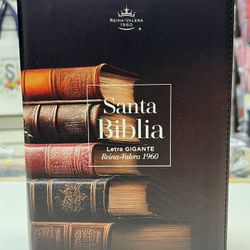 REINA-VALERA
1960
Santa
Biblia
Letra GIGANTE
Reina-Valera 1960